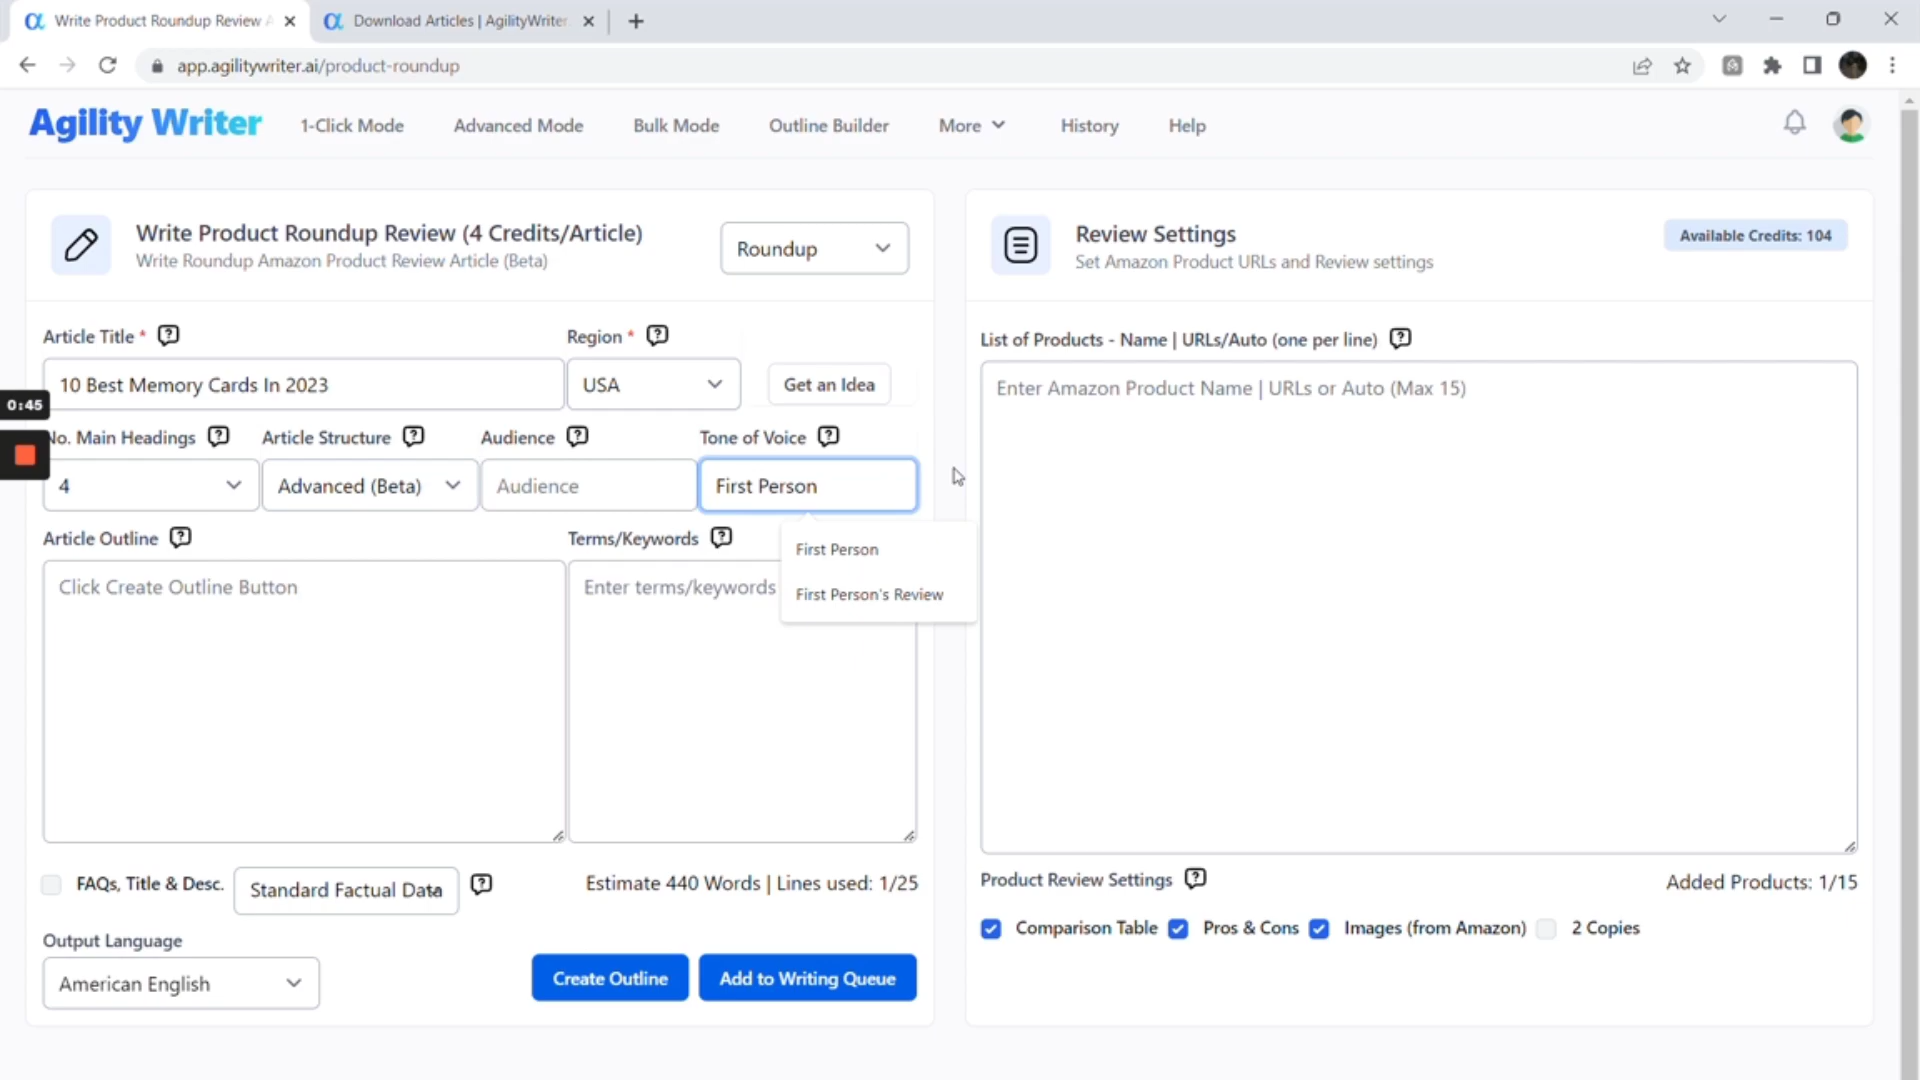 Write Product Roundup Review A
Download Articles | AgilityWriter
app.agilitywriter.ai/product-roundup
Agility Writer
1-Click Mode
Advanced Mode
Bulk Mode
Outline Builder
More
History
Help
Write Product Roundup Review (4 Credits/Article)
Write Roundup Amazon Product Review Article (Beta)
Roundup
Article Title *
Region *
10 Best Memory Cards In 2023
USA
Get an Idea
0:45
No. Main Headings
Article Structure
Audience
Tone of Voice
4
Advanced (Beta)
Audience
First Person
First Person
First Person's Review
Article Outline
Terms/Keywords
Click Create Outline Button
Enter terms/keywords
FAQs, Title & Desc.
Standard Factual Data
Estimate 440 Words | Lines used: 1/25
Output Language
American English
Create Outline
Add to Writing Queue
Review Settings
Set Amazon Product URLs and Review settings
Available Credits: 104
List of Products - Name | URLs/Auto (one per line)
Enter Amazon Product Name | URLs or Auto (Max 15)
Product Review Settings
Added Products: 1/15
Comparison Table
Pros & Cons
Images (from Amazon)
2 Copies